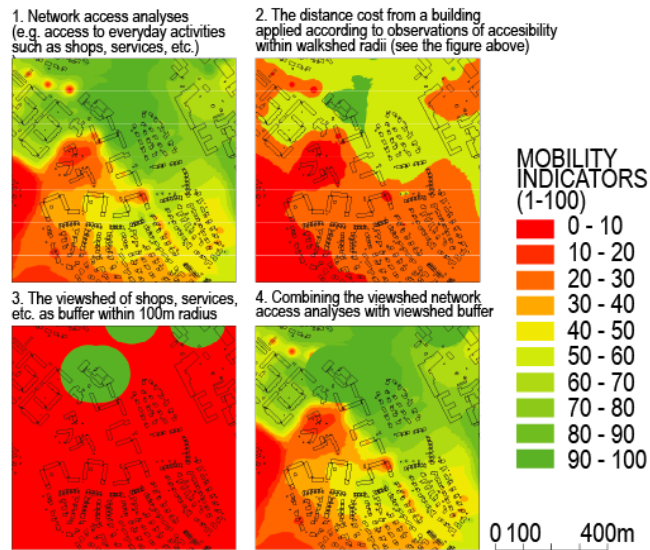 1. Network access analyses
(e.g. access to everyday activities
such as shops, services, etc.)
2. The distance cost from a building
applied according to observations of accesibility
within walkshed radii (see the figure above)
3. The viewshed of shops, services,
etc. as buffer within 100m radius
4. Combining the viewshed network
access analyses with viewshed buffer
MOBILITY
INDICATORS
(1-100)
0 - 10
10 - 20
20 - 30
30 - 40
40 - 50
50 - 60
60 - 70
70 - 80
80 - 90
90 - 100
0 100 400m